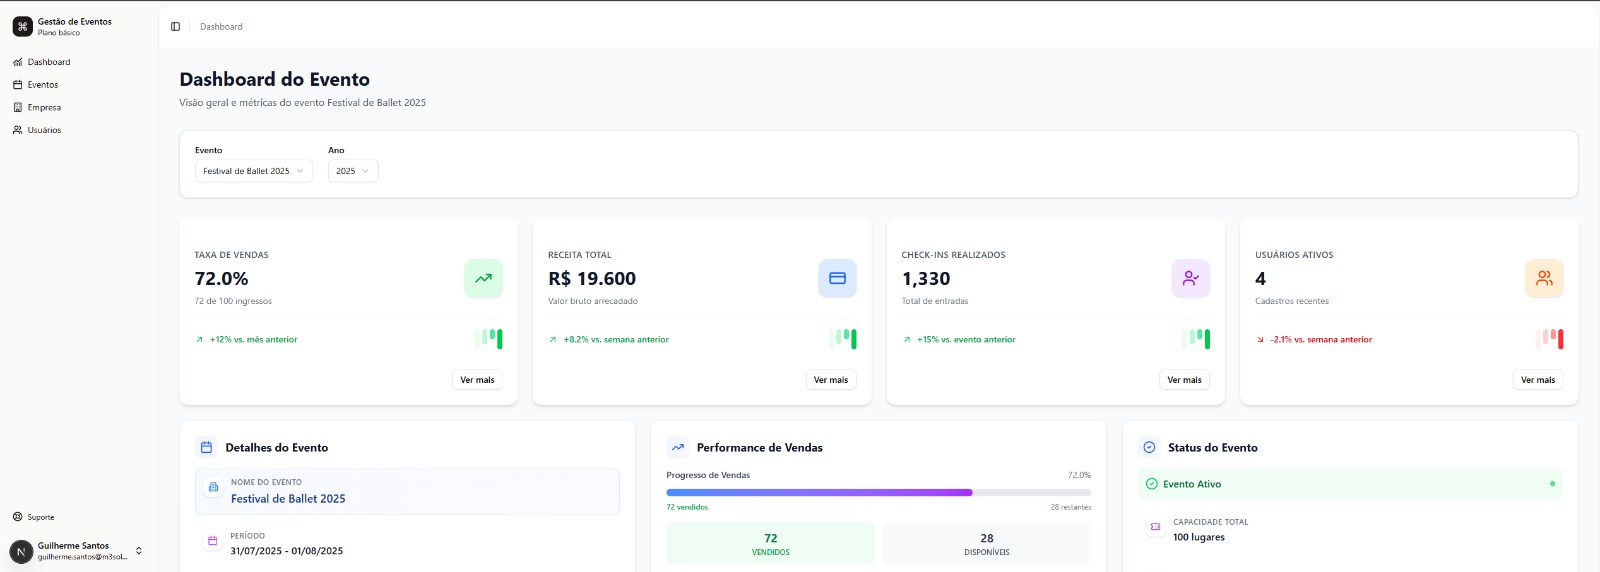 Gestão de Eventos
Plano básico
Dashboard
Eventos
Empresa
Usuários
Suporte
N
Guilherme Santos
guilherme.santos@m3sol...
Dashboard
Dashboard do Evento
Visão geral e métricas do evento Festival de Ballet 2025
Evento
Festival de Ballet 2025
Ano
2025
TAXA DE VENDAS
72.0%
72 de 100 ingressos
+12% vs. mês anterior
Ver mais
RECEITA TOTAL
R$ 19.600
Valor bruto arrecadado
+8.2% vs. semana anterior
Ver mais
CHECK-INS REALIZADOS
1,330
Total de entradas
+15% vs. evento anterior
Ver mais
USUÁRIOS ATIVOS
4
Cadastros recentes
-2.1% vs. semana anterior
Ver mais
Detalhes do Evento
NOME DO EVENTO
Festival de Ballet 2025
PERÍODO
31/07/2025 - 01/08/2025
Performance de Vendas
Progresso de Vendas
72.0%
72 vendidos
28 restantes
72
VENDIDOS
28
DISPONÍVEIS
Status do Evento
Evento Ativo
CAPACIDADE TOTAL
100 lugares